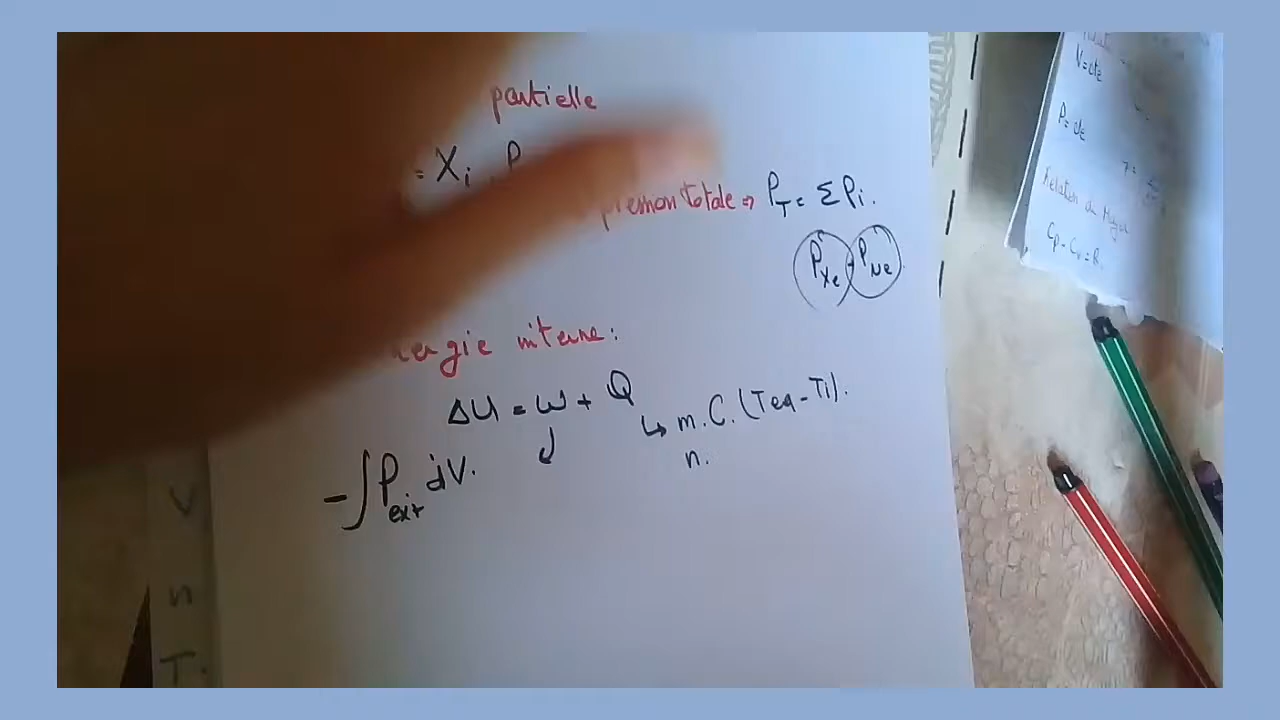 partielle
= Xi . P
pression totale => PT = Σ Pi.
PXe + PNe
energie interne:
ΔU = W + Q
↳ m.C.(Teq-Ti).
n.
-∫Pext dV.
V=cte
P=cte
Relation de Mayer
Cp-Cv=R
V
n
T